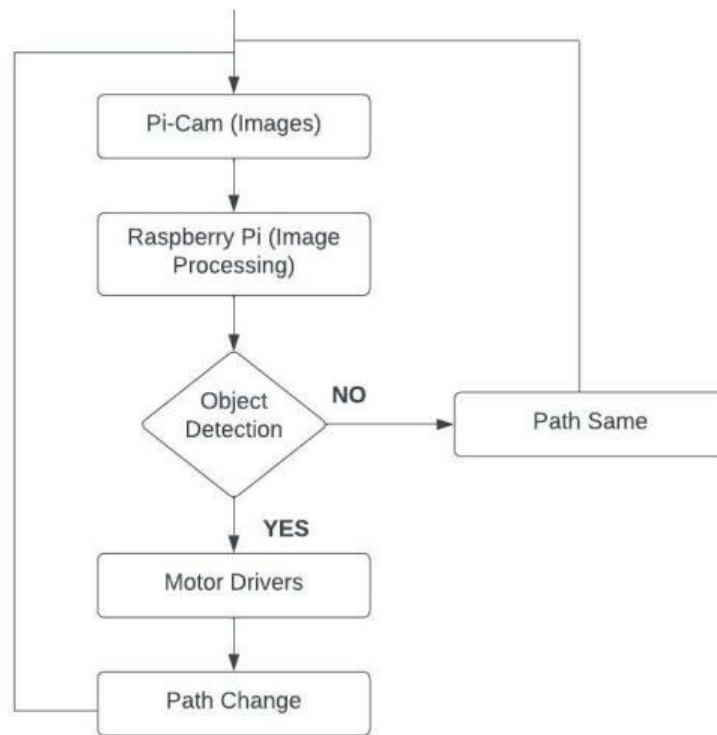 Pi-Cam (Images)
Raspberry Pi (Image
Processing)
Object
Detection
NO
Path Same
YES
Motor Drivers
Path Change